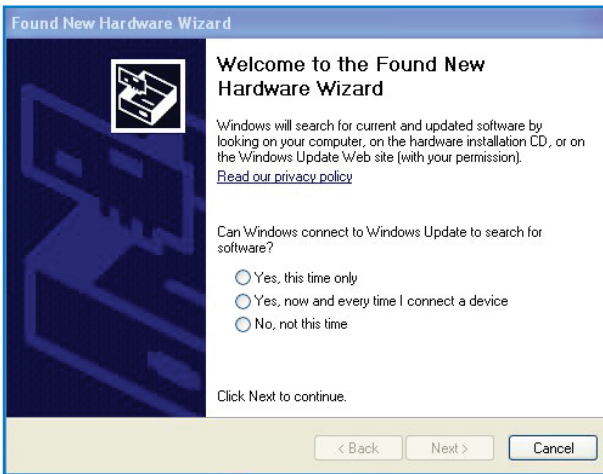 Found New Hardware Wizard
Welcome to the Found New
Hardware Wizard
Windows will search for current and updated software by
looking on your computer, on the hardware installation CD, or on
the Windows Update Web site (with your permission).
Read our privacy policy
Can Windows connect to Windows Update to search for
software?
Yes, this time only
Yes, now and every time I connect a device
No, not this time
Click Next to continue.
< Back Next > Cancel